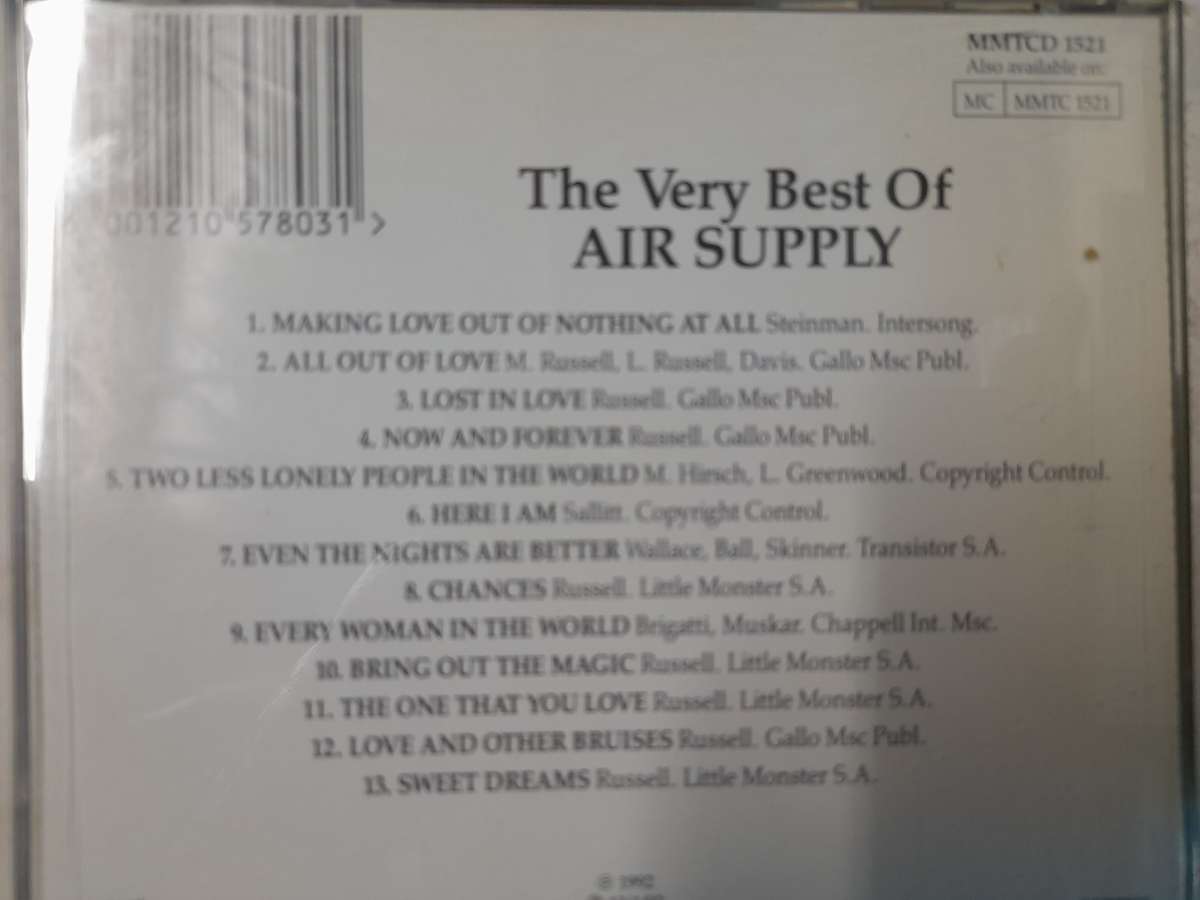 MMTCD 1521
Also available on:
MC MMTC 1521
001210 578031 >
The Very Best Of
AIR SUPPLY
1. MAKING LOVE OUT OF NOTHING AT ALL Steinman. Intersong.
2. ALL OUT OF LOVE M. Russell, L. Russell, Davis. Gallo Msc Publ.
3. LOST IN LOVE Russell. Gallo Msc Publ.
4. NOW AND FOREVER Russell. Gallo Msc Publ.
5. TWO LESS LONELY PEOPLE IN THE WORLD M. Hirsch, L. Greenwood. Copyright Control.
6. HERE I AM Sallitt. Copyright Control.
7. EVEN THE NIGHTS ARE BETTER Wallace, Ball, Skinner. Transistor S.A.
8. CHANCES Russell. Little Monster S.A.
9. EVERY WOMAN IN THE WORLD Brigatti, Muskar. Chappell Int. Msc.
10. BRING OUT THE MAGIC Russell. Little Monster S.A.
11. THE ONE THAT YOU LOVE Russell. Little Monster S.A.
12. LOVE AND OTHER BRUISES Russell. Gallo Msc Publ.
13. SWEET DREAMS Russell. Little Monster S.A.
℗ 1992